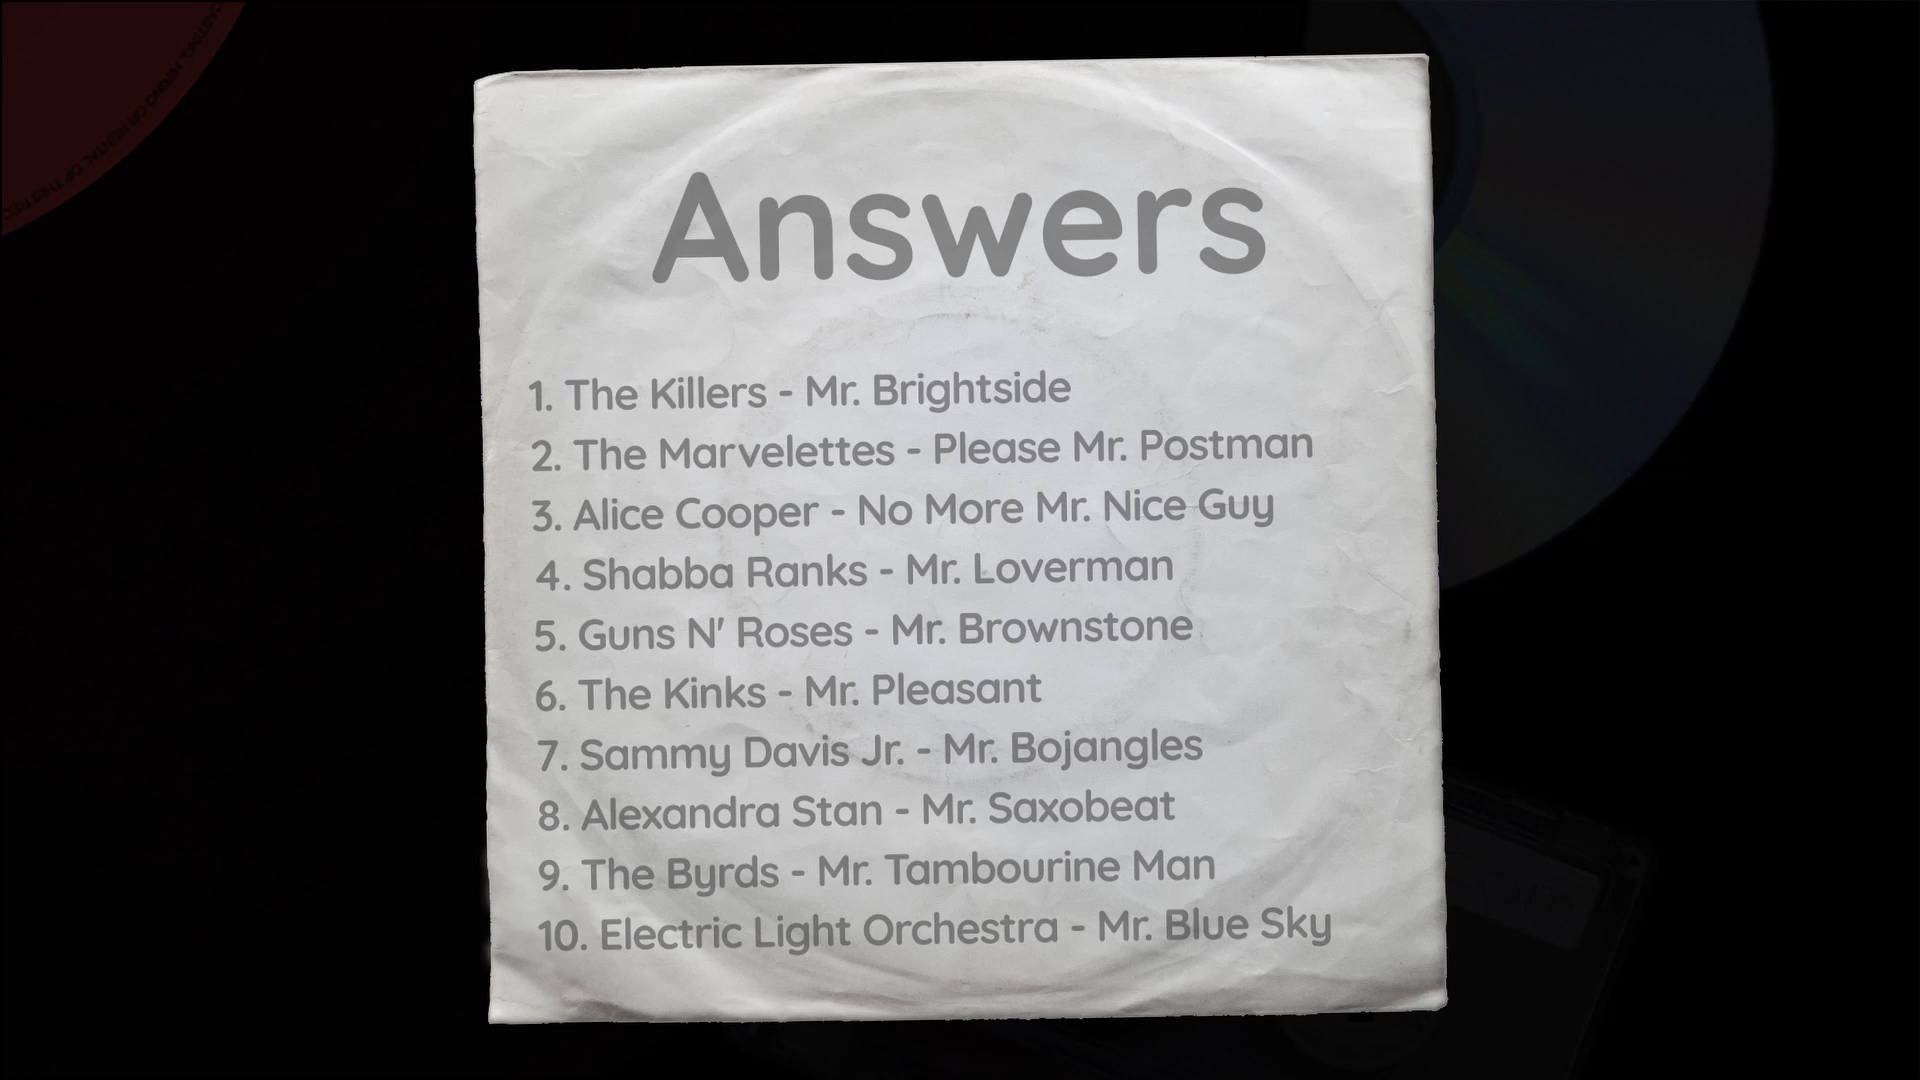 Answers
1. The Killers - Mr. Brightside
2. The Marvelettes - Please Mr. Postman
3. Alice Cooper - No More Mr. Nice Guy
4. Shabba Ranks - Mr. Loverman
5. Guns N' Roses - Mr. Brownstone
6. The Kinks - Mr. Pleasant
7. Sammy Davis Jr. - Mr. Bojangles
8. Alexandra Stan - Mr. Saxobeat
9. The Byrds - Mr. Tambourine Man
10. Electric Light Orchestra - Mr. Blue Sky